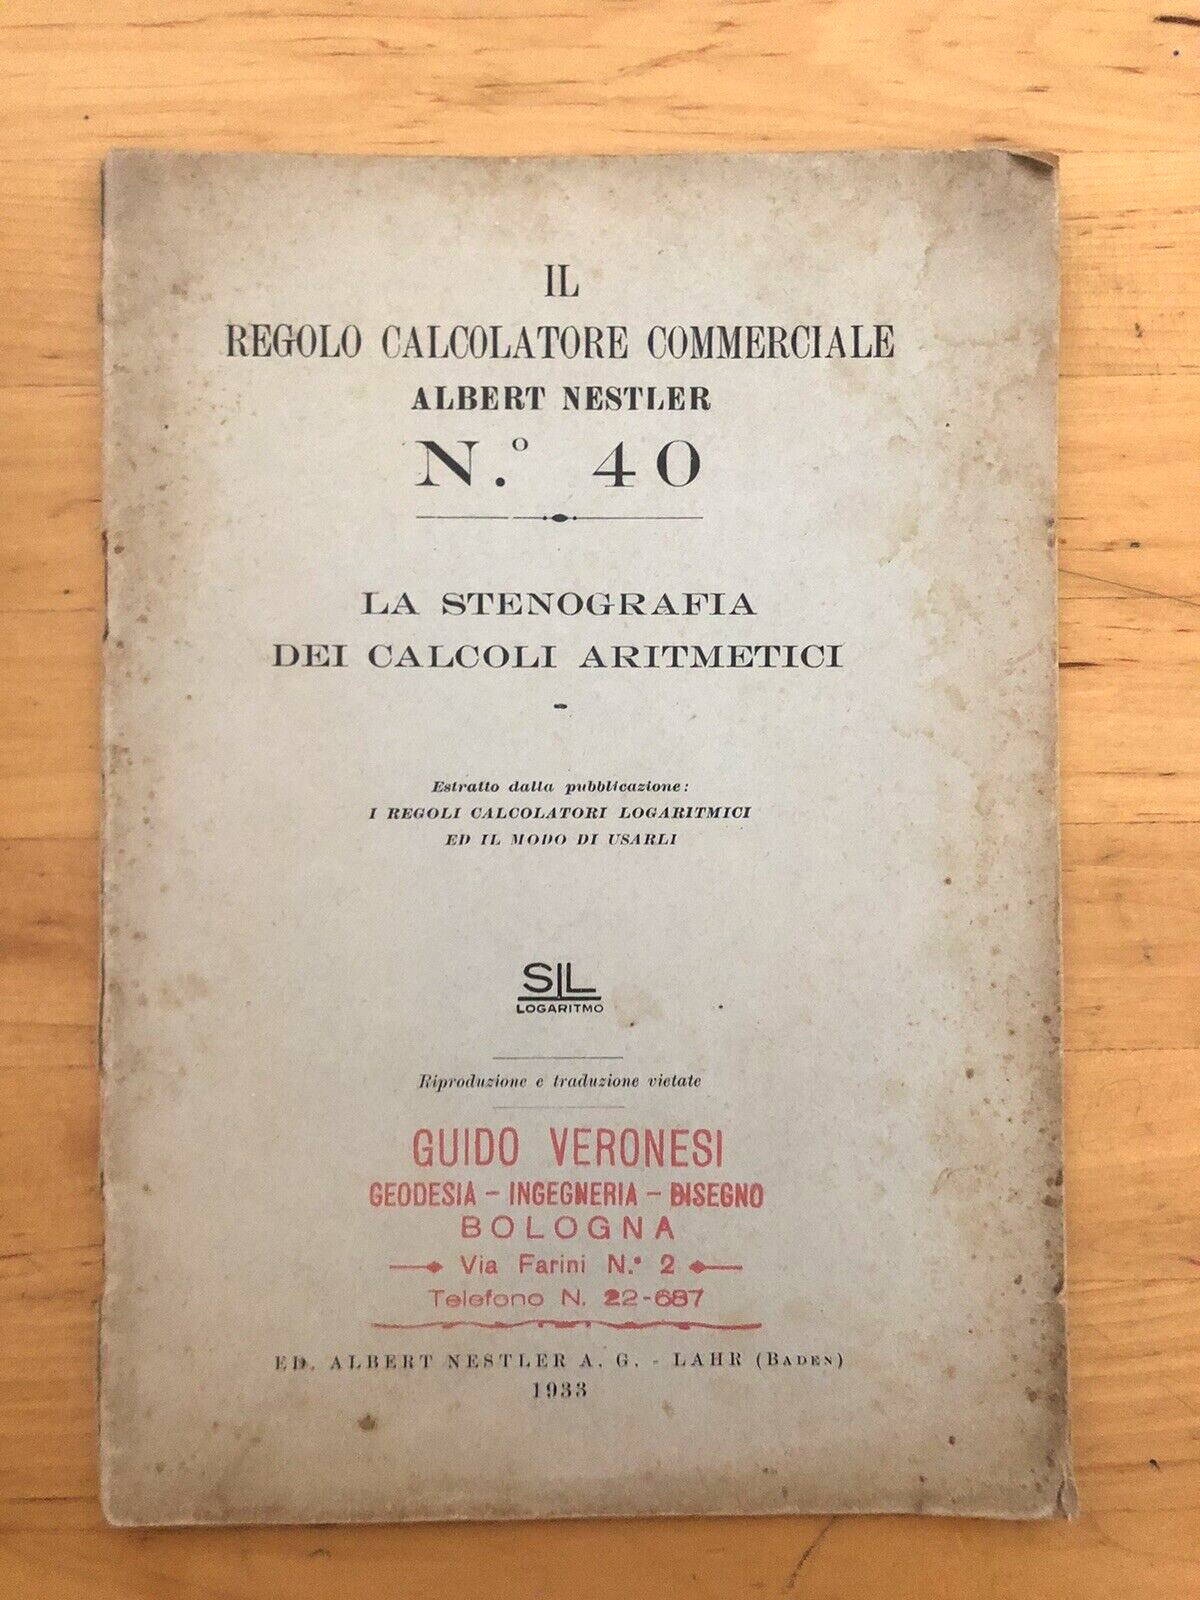 IL
REGOLO CALCOLATORE COMMERCIALE
ALBERT NESTLER
N.º 40
LA STENOGRAFIA
DEI CALCOLI ARITMETICI
Estratto dalla pubblicazione:
I REGOLI CALCOLATORI LOGARITMICI
ED IL MODO DI USARLI
SIL
LOGARITMO
Riproduzione e traduzione vietate
GUIDO VERONESI
GEODESIA - INGEGNERIA - DISEGNO
BOLOGNA
Via Farini N.º 2
Telefono N. 22-687
ED. ALBERT NESTLER A. G. - LAHR (BADEN)
1933